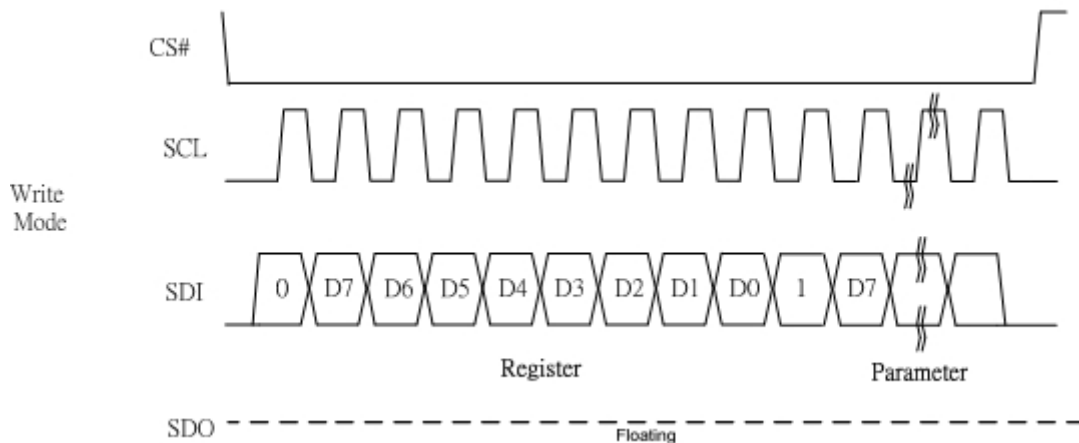 CS#
SCL
Write
Mode
SDI 0 D7 D6 D5 D4 D3 D2 D1 D0 1 D7
Register Parameter
SDO Floating